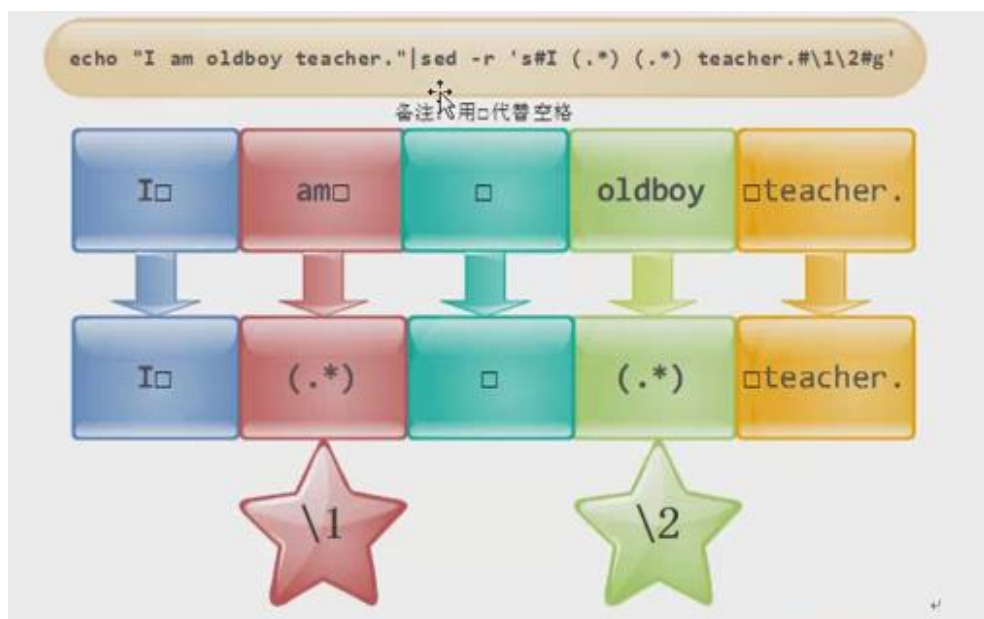 echo "I am oldboy teacher."|sed -r 's#I (.*) (.*) teacher.#\1\2#g'
备注 用□代替空格
I□ am□ □ oldboy □teacher.
I□ (.*) □ (.*) □teacher.
\1 \2